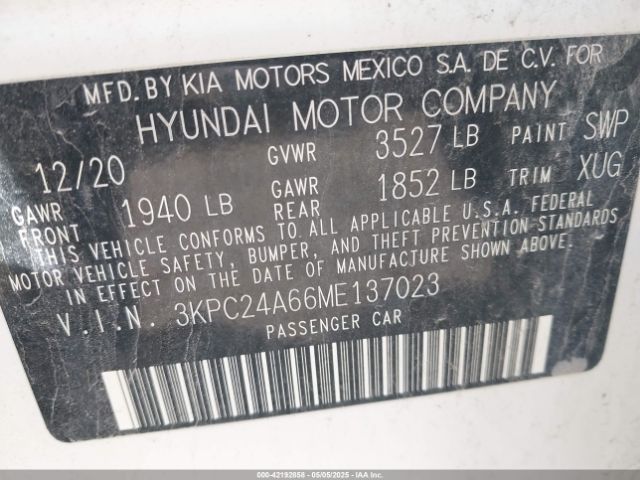 MFD. BY KIA MOTORS MEXICO S.A. DE C.V. FOR
HYUNDAI MOTOR COMPANY
12/20 GVWR 3527 LB PAINT SWP
GAWR FRONT 1940 LB GAWR REAR 1852 LB TRIM XUG
THIS VEHICLE CONFORMS TO ALL APPLICABLE U.S.A. FEDERAL
MOTOR VEHICLE SAFETY, BUMPER, AND THEFT PREVENTION STANDARDS
IN EFFECT ON THE DATE OF MANUFACTURE SHOWN ABOVE.
V.I.N. 3KPC24A66ME137023
PASSENGER CAR
000-42192658 - 05/05/2025 - IAAI.COM